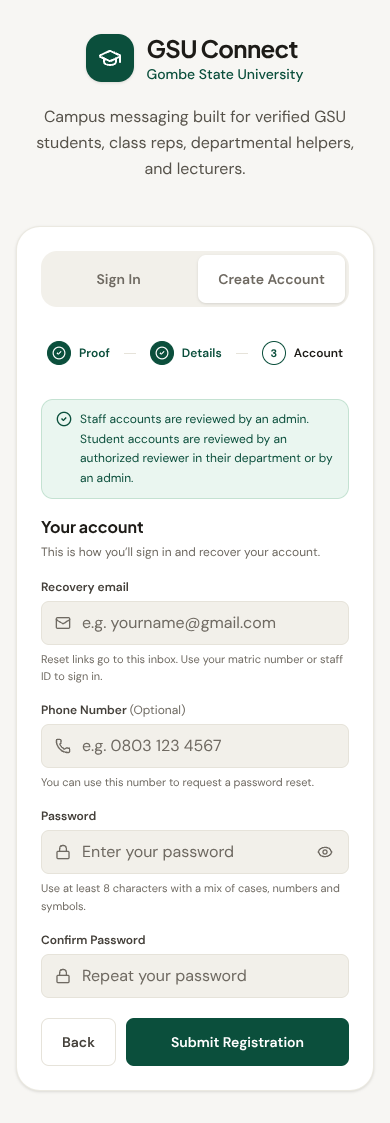 GSU Connect
Gombe State University
Campus messaging built for verified GSU
students, class reps, departmental helpers,
and lecturers.
Sign In
Create Account
Proof
Details
3 Account
Staff accounts are reviewed by an admin.
Student accounts are reviewed by an
authorized reviewer in their department or by
an admin.
Your account
This is how you'll sign in and recover your account.
Recovery email
e.g. yourname@gmail.com
Reset links go to this inbox. Use your matric number or staff
ID to sign in.
Phone Number (Optional)
e.g. 0803 123 4567
You can use this number to request a password reset.
Password
Enter your password
Use at least 8 characters with a mix of cases, numbers and
symbols.
Confirm Password
Repeat your password
Back
Submit Registration